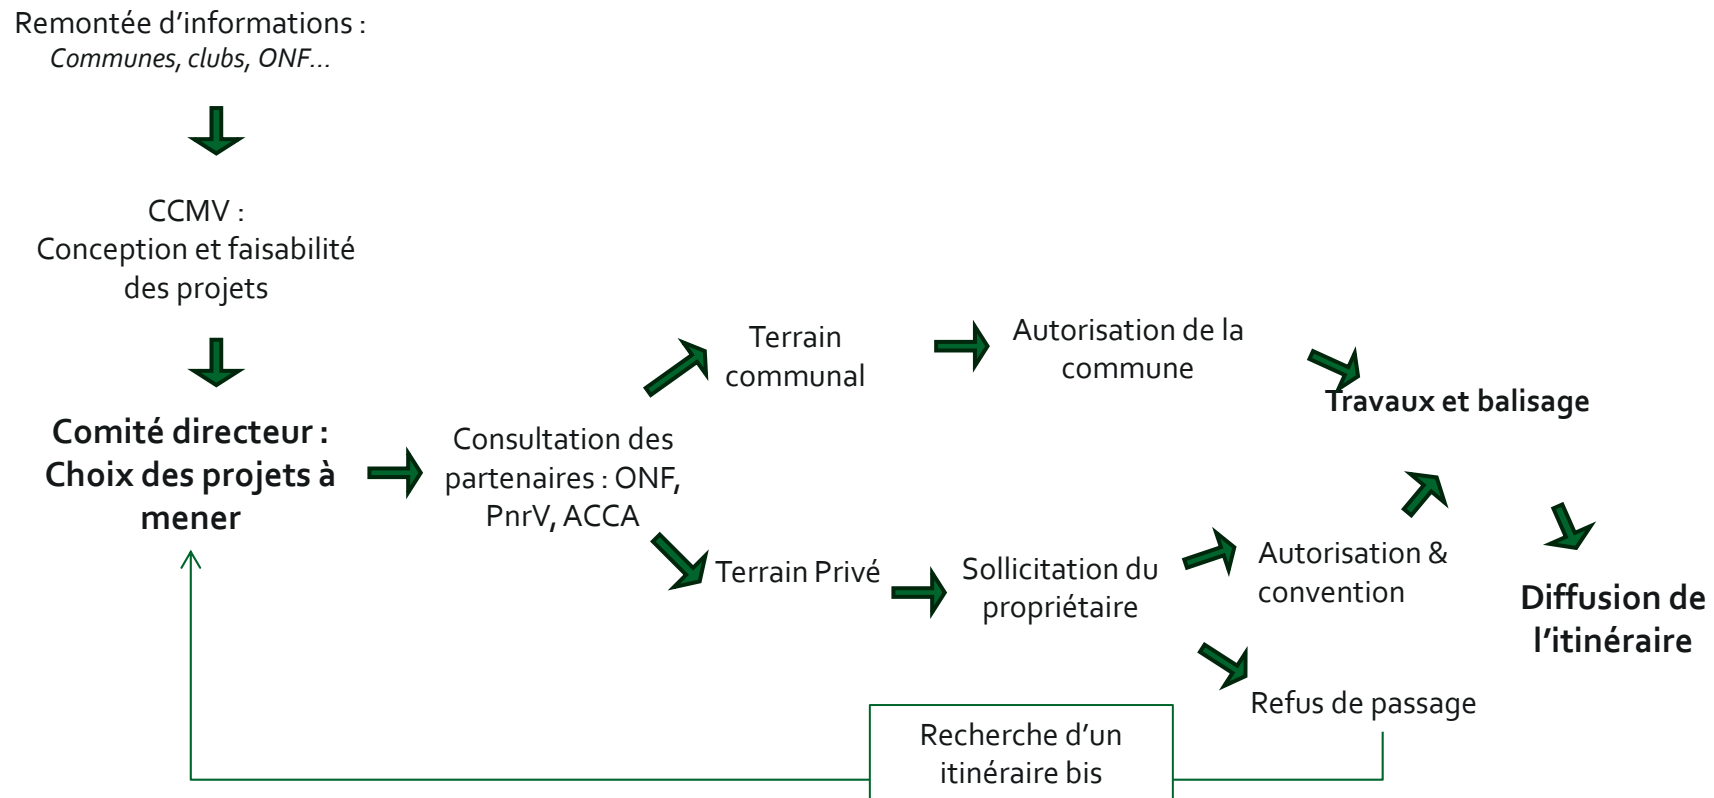 Remontée d'informations :
Communes, clubs, ONF...
CCMV :
Conception et faisabilité
des projets
Comité directeur :
Choix des projets à
mener
Consultation des
partenaires : ONF,
PnrV, ACCA
Terrain
communal
Autorisation de la
commune
Terrain Privé
Sollicitation du
propriétaire
Autorisation &
convention
Refus de passage
Recherche d'un
itinéraire bis
Travaux et balisage
Diffusion de
l'itinéraire